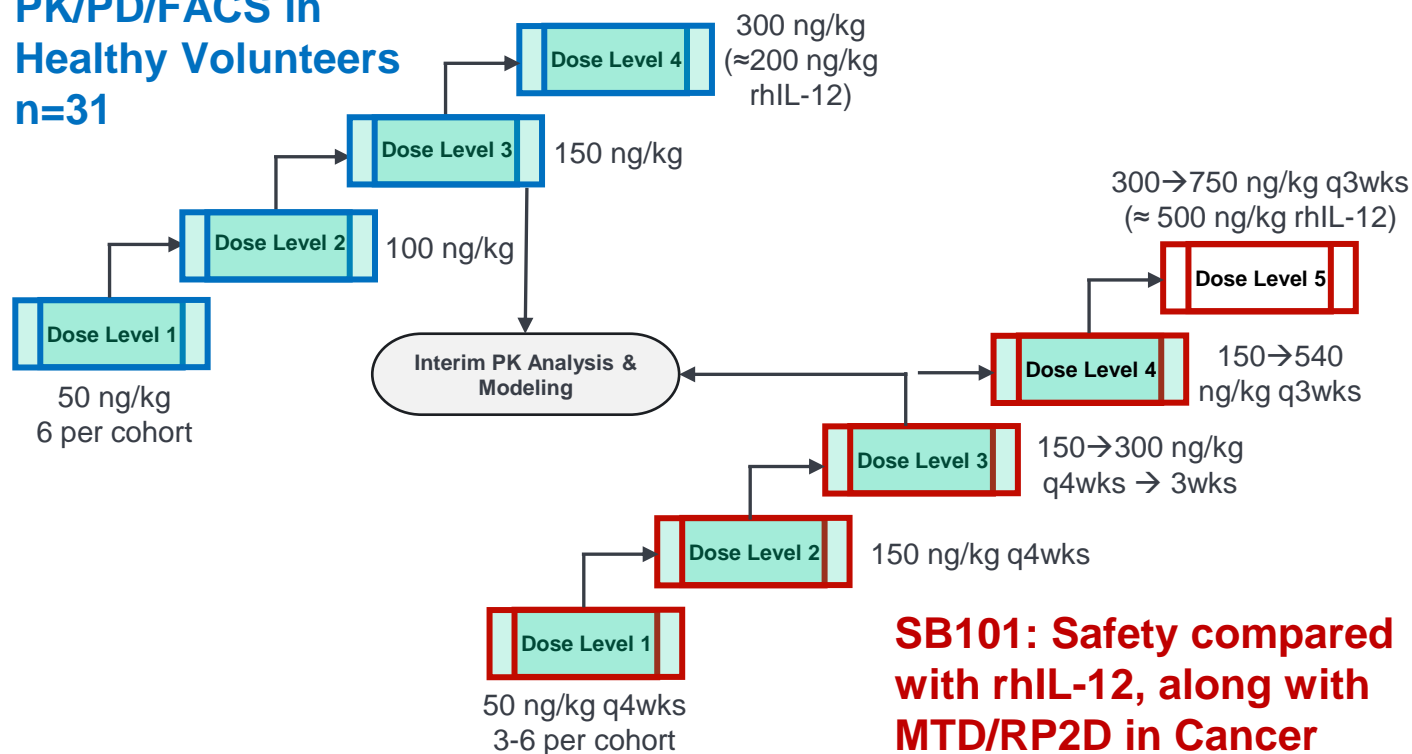 PK/PD/FACS in
Healthy Volunteers
n=31
300 ng/kg
(≈200 ng/kg
rhIL-12)
Dose Level 4
Dose Level 3
150 ng/kg
Dose Level 2
100 ng/kg
Dose Level 1
50 ng/kg
6 per cohort
Interim PK Analysis &
Modeling
300→750 ng/kg q3wks
(≈ 500 ng/kg rhIL-12)
Dose Level 5
Dose Level 4
150→540
ng/kg q3wks
Dose Level 3
150→300 ng/kg
q4wks → 3wks
Dose Level 2
150 ng/kg q4wks
Dose Level 1
50 ng/kg q4wks
3-6 per cohort
SB101: Safety compared
with rhIL-12, along with
MTD/RP2D in Cancer